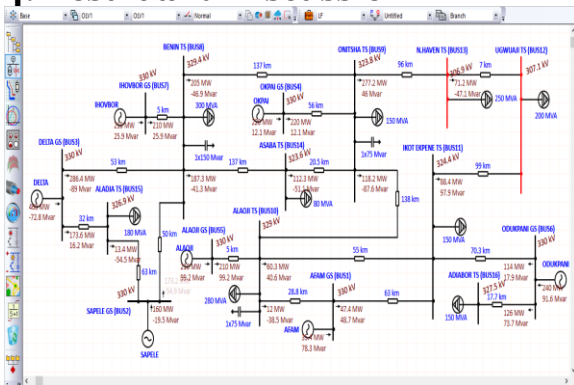 Base
OLV1
OLV1
Normal
LF
Untitled
Branch
BENIN TS (BUS8)
329.4 kV
ONITSHA TS(BUS9)
323.8 kV
N.HAVEN TS(BUS13)
306.9 kV
UGWUAJI TS(BUS12)
307.1 kV
137 km
96 km
7 km
330 kV
IHOVBOR GS (BUS7)
IHOVBOR
5 km
210 MW
25.9 Mvar
25.9 Mvar
205 MW
-46.9 Mvar
300 MVA
330 kV
OKPAI GS(BUS4)
OKPAI
56 km
220 MW
12.1 Mvar
220 MW
12.1 Mvar
177.2 MW
46 Mvar
150 MVA
71.2 MW
-47.1 Mvar
250 MVA
200 MVA
1x150 Mvar
1x75 Mvar
DELTA GS(BUS3)
330 kV
DELTA
-72.8 Mvar
286.4 MW
-89 Mvar
53 km
137 km
187.3 MW
-41.3 Mvar
ASABA TS(BUS14)
323.6 kV
20.5 km
112.3 MW
80 MVA
118.2 MW
-87.6 Mvar
IKOT EKPENE TS(BUS11)
324.4 kV
99 km
88.4 MW
97.9 Mvar
ALADJA TS(BUS15)
326.9 kV
32 km
173.6 MW
16.2 Mvar
180 MVA
13.4 MW
-54.5 Mvar
63 km
50 km
138 km
ALAOJI TS(BUS10)
329 kV
ALAOJI GS(BUS5)
330 kV
ALAOJI
5 km
210 MW
99.2 Mvar
99.2 Mvar
60.3 MW
40.6 Mvar
55 km
150 MVA
70.3 km
ODUKPANI GS(BUS6)
330 kV
ODUKPANI
114 MW
17.9 Mvar
240 MW
91.6 Mvar
330 kV
SAPELE GS (BUS2)
160 MW
-19.5 Mvar
SAPELE
280 MVA
1x75 Mvar
12 MW
-38.5 Mvar
28.8 km
AFAM GS(BUS1)
330 kV
47.4 MW
48.7 Mvar
63 km
AFAM
78.3 Mvar
ADIABOR TS(BUS16)
327.5 kV
150 MVA
17.7 km
126 MW
73.7 Mvar